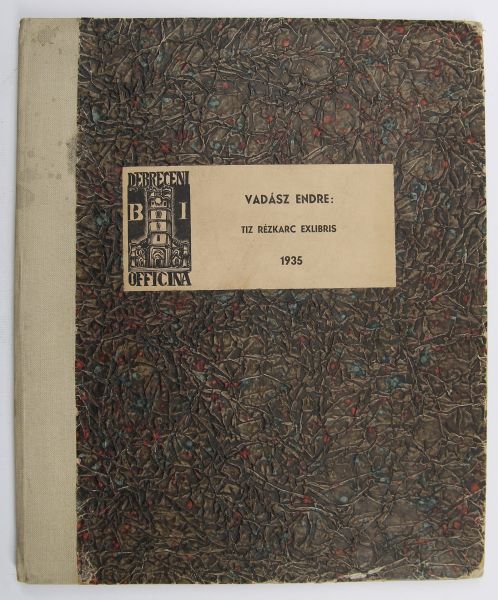 DEBRECENI
B I
OFFICINA
VADÁSZ ENDRE:
TIZ RÉZKARC EXLIBRIS
1935